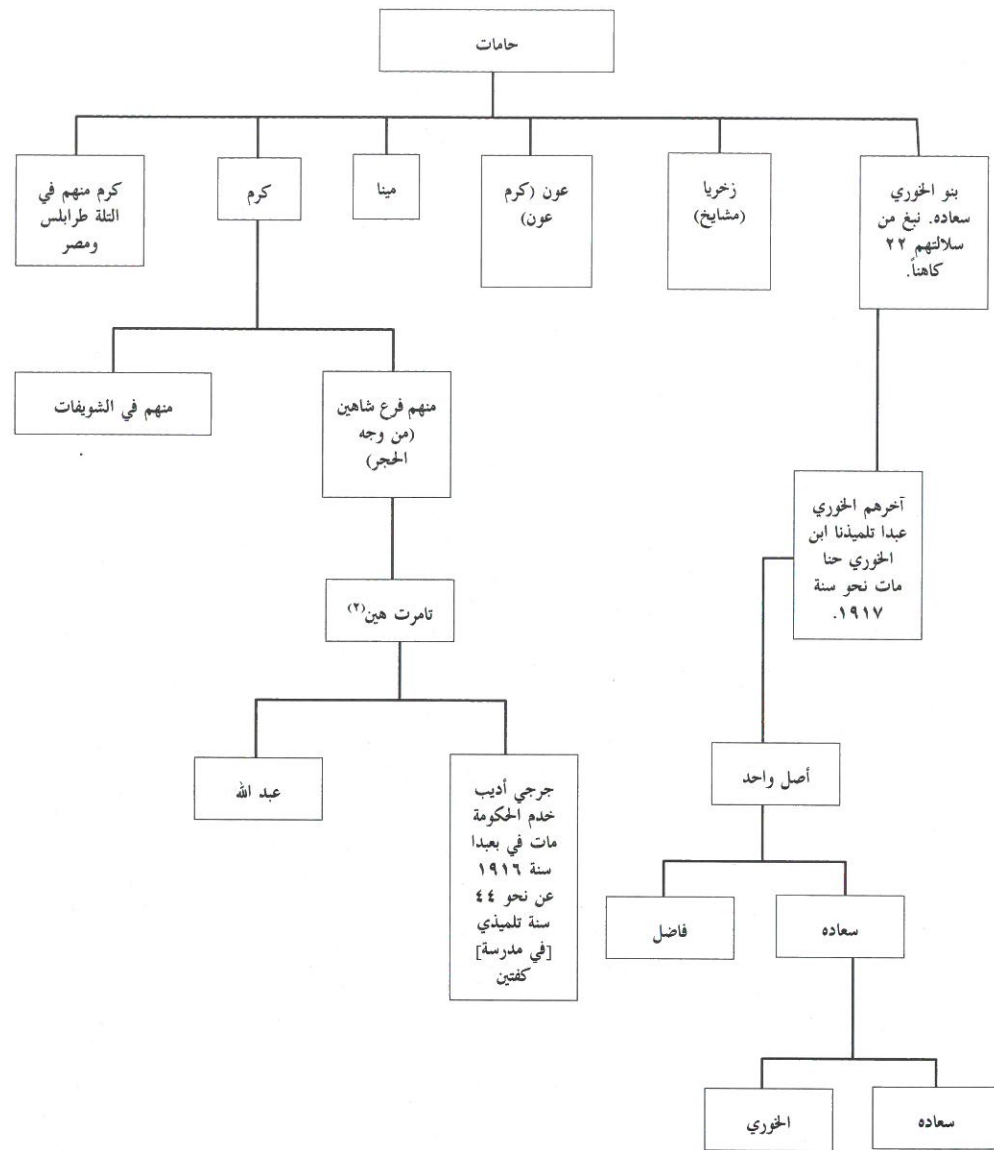 حامات
بنو الخوري
سعاده. نبغ من
سلالتهم ٢٢
كاهناً.
زخريا
(مشايخ)
عون (كرم
عون)
مينا
كرم
كرم منهم في
التلة طرابلس
ومصر
منهم فرع شاهين
(من وجه
الحجر)
منهم في الشويفات
آخرهم الخوري
عبدا تلميذنا ابن
الخوري حنا
مات نحو سنة
١٩١٧.
تامرت هين(٢)
أصل واحد
جرجي أديب
خدم الحكومة
مات في بعبدا
سنة ١٩١٦
عن نحو ٤٤
سنة تلميذي
[في مدرسة]
كفتين
عبد الله
سعاده
فاضل
سعاده
الخوري